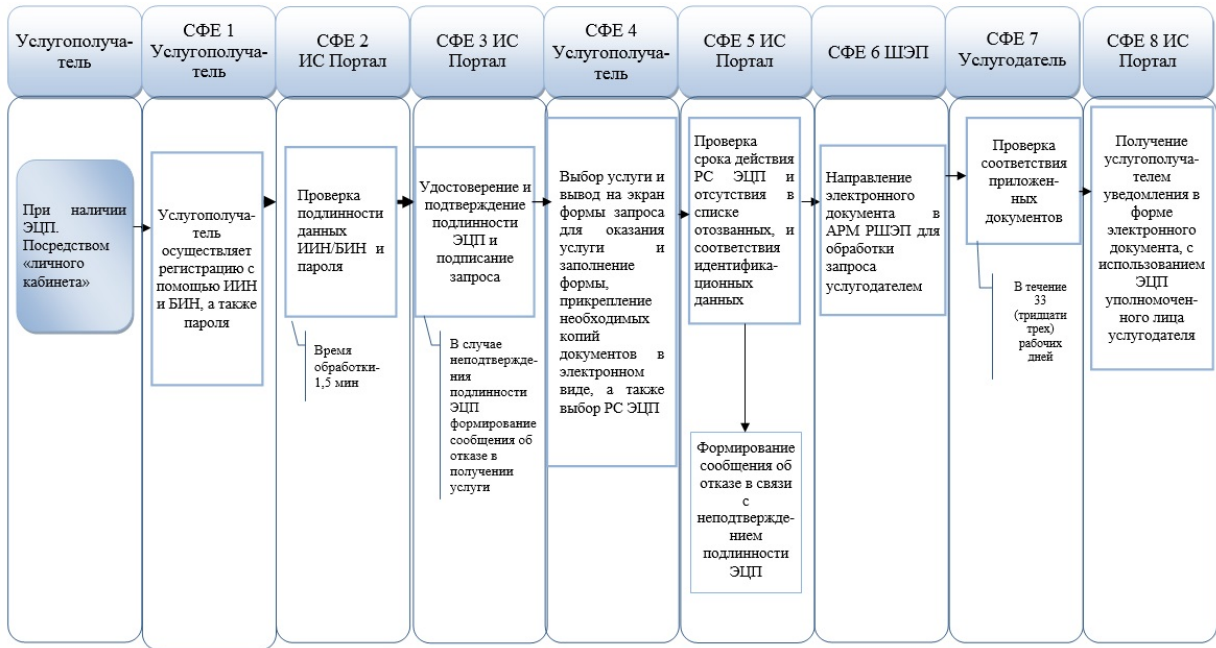 Услугополуча-
тель
СФЕ 1
Услугополуча-
тель
СФЕ 2
ИС Портал
СФЕ 3 ИС
Портал
СФЕ 4
Услугополуча-
тель
СФЕ 5 ИС
Портал
СФЕ 6 ШЭП
СФЕ 7
Услугодатель
СФЕ 8 ИС
Портал
При наличии
ЭЦП.
Посредством
«личного
кабинета»
Услугополуча-
тель
осуществляет
регистрацию с
помощью ИИН
и БИН, а также
пароля
Проверка
подлинности
данных
ИИН/БИН и
пароля
Время
обработки-
1,5 мин
Удостоверение и
подтверждение
подлинности
ЭЦП и
подписание
запроса
В случае
неподтвержде-
ния
подлинности
ЭЦП
формирование
сообщения об
отказе в
получении
услуги
Выбор услуги и
вывод на экран
формы запроса
для оказания
услуги и
заполнение
формы,
прикрепление
необходимых
копий
документов в
электронном
виде, а также
выбор РС ЭЦП
Проверка
срока действия
РС ЭЦП и
отсутствия в
списке
отозванных, и
соответствия
идентифика-
ционных
данных
Формирование
сообщения об
отказе в связи
с
неподтвержде-
нием
подлинности
ЭЦП
Направление
электронного
документа в
АРМ РШЭП для
обработки
запроса
услугодателем
Проверка
соответствия
приложен-
ных
документов
В течение
33
(тридцати
трех)
рабочих
дней
Получение
услугополуча-
телем
уведомления в
форме
электронного
документа, с
использованием
ЭЦП
уполномочен-
ного лица
услугодателя